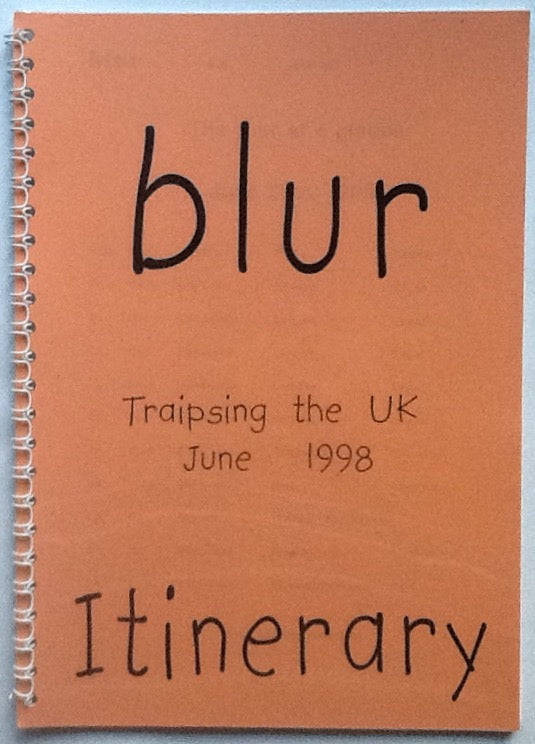 blur
Traipsing the UK
June 1998
Itinerary